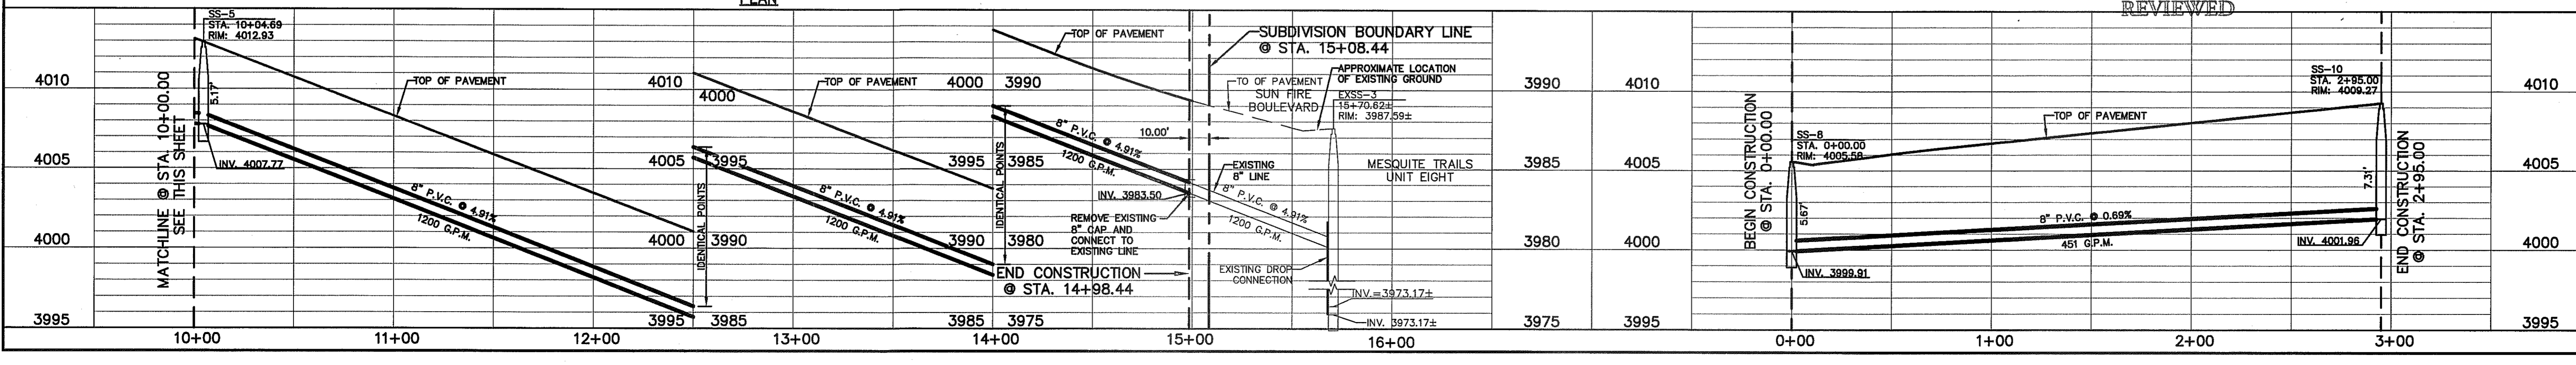 PLAN
REVIEWED
SS-5
STA. 10+04.69
RIM: 4012.93
4010
4005
4000
3995
MATCHLINE @ STA. 10+00.00
SEE THIS SHEET
5.17'
INV. 4007.77
TOP OF PAVEMENT
8" P.V.C. @ 4.91%
1200 G.P.M.
4010
4000
4005
3995
4000
3990
3995
3985
IDENTICAL POINTS
TOP OF PAVEMENT
8" P.V.C. @ 4.91%
1200 G.P.M.
4000
3990
3995
3985
3990
3980
3985
3975
IDENTICAL POINTS
TOP OF PAVEMENT
8" P.V.C. @ 4.91%
1200 G.P.M.
10.00'
INV. 3983.50
REMOVE EXISTING
8" CAP AND
CONNECT TO
EXISTING LINE
END CONSTRUCTION
@ STA. 14+98.44
SUBDIVISION BOUNDARY LINE
@ STA. 15+08.44
TO OF PAVEMENT
SUN FIRE
BOULEVARD
APPROXIMATE LOCATION
OF EXISTING GROUND
EXSS-3
15+70.62±
RIM: 3987.59±
EXISTING
8" LINE
8" P.V.C. @ 4.91%
1200 G.P.M.
MESQUITE TRAILS
UNIT EIGHT
EXISTING DROP
CONNECTION
INV.=3973.17±
INV. 3973.17±
3990
3985
3980
3975
10+00
11+00
12+00
13+00
14+00
15+00
16+00
4010
4005
4000
3995
BEGIN CONSTRUCTION
@ STA. 0+00.00
SS-8
STA. 0+00.00
RIM: 4005.58
5.67'
INV. 3999.91
TOP OF PAVEMENT
8" P.V.C. @ 0.69%
451 G.P.M.
SS-10
STA. 2+95.00
RIM: 4009.27
7.31'
INV. 4001.96
END CONSTRUCTION
@ STA. 2+95.00
4010
4005
4000
3995
0+00
1+00
2+00
3+00